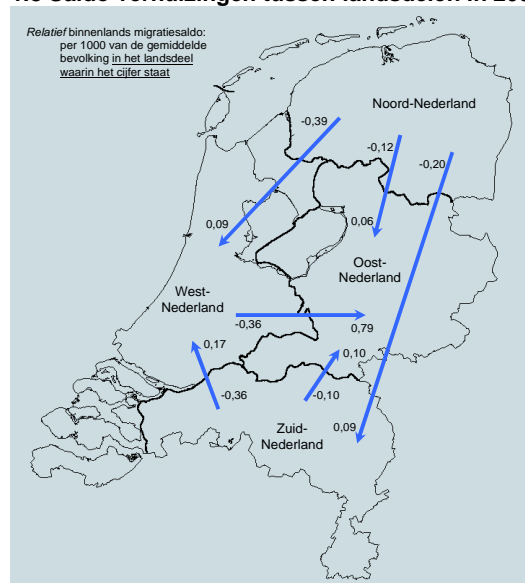 Relatief binnenlands migratiesaldo:
per 1000 van de gemiddelde
bevolking in het landsdeel
waarin het cijfer staat
Noord-Nederland
-0,39
-0,12
-0,20
0,09
0,06
Oost-
Nederland
West-
Nederland
-0,36
0,79
0,17
0,10
-0,36
-0,10
Zuid-
Nederland
0,09